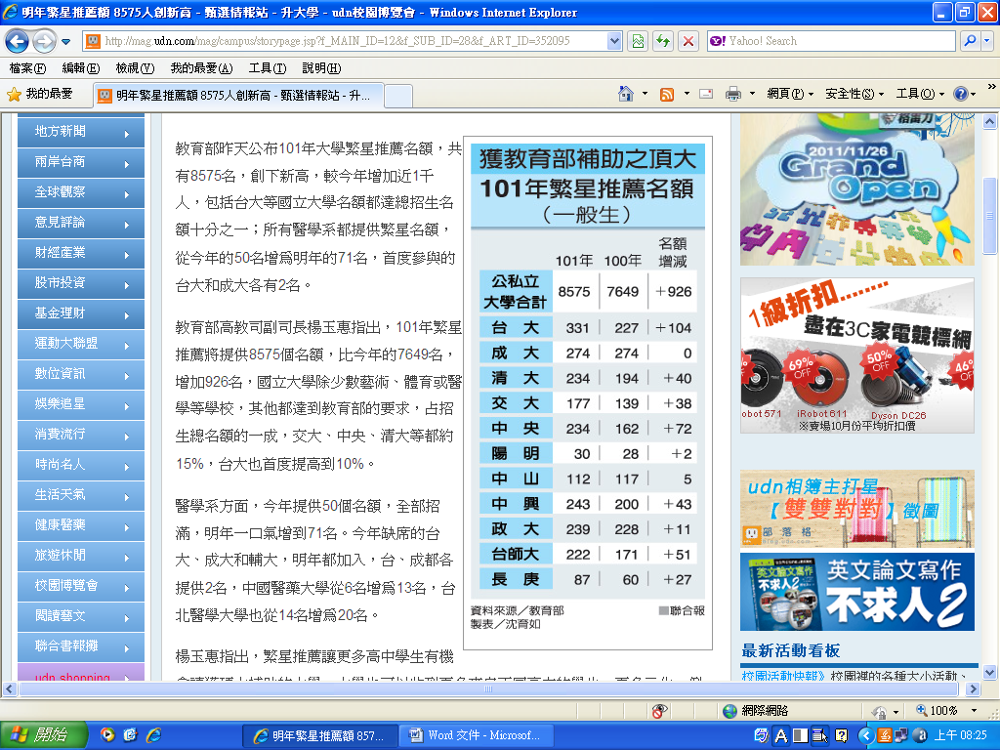 明年繁星推薦額 8575人創新高 - 甄選情報站 - 升大學 - udn校園博覽會 - Windows Internet Explorer
http://mag.udn.com/mag/campus/storypage.jsp?f_MAIN_ID=12&f_SUB_ID=28&f_ART_ID=352095
Yahoo! Search
檔案(F) 編輯(E) 檢視(V) 我的最愛(A) 工具(T) 說明(H)
我的最愛
明年繁星推薦額 8575人創新高 - 甄選情報站 - 升...
網頁(P) 安全性(S) 工具(O)
地方新聞
兩岸台商
全球觀察
意見評論
財經產業
股市投資
基金理財
運動大聯盟
數位資訊
娛樂追星
消費流行
時尚名人
生活天氣
健康醫藥
旅遊休閒
校園博覽會
閱讀藝文
聯合書報攤
udn shopping
教育部昨天公布101年大學繁星推薦名額，共
有8575名，創下新高，較今年增加近1千
人，包括台大等國立大學名額都達總招生名
額十分之一；所有醫學系都提供繁星名額，
從今年的50名增為明年的71名，首度參與的
台大和成大各有2名。
教育部高教司副司長楊玉惠指出，101年繁星
推薦將提供8575個名額，比今年的7649名，
增加926名，國立大學除少數藝術、體育或醫
學等學校，其他都達到教育部的要求，占招
生總名額的一成，交大、中央、清大等都約
15%，台大也首度提高到10%。
醫學系方面，今年提供50個名額，全部招
滿，明年一口氣增到71名。今年缺席的台
大、成大和輔大，明年都加入，台、成都各
提供2名，中國醫藥大學從6名增為13名，台
北醫學大學也從14名增為20名。
楊玉惠指出，繁星推薦讓更多高中學生有機
獲教育部補助之頂大
101年繁星推薦名額
（一般生）
101年 100年 名額
增減
公私立
大學合計 8575 7649 ＋926
台大 331 227 ＋104
成大 274 274 0
清大 234 194 ＋40
交大 177 139 ＋38
中央 234 162 ＋72
陽明 30 28 ＋2
中山 112 117 5
中興 243 200 ＋43
政大 239 228 ＋11
台師大 222 171 ＋51
長庚 87 60 ＋27
資料來源／教育部 ■聯合報
製表／沈育如
2011/11/26
Grand
Open
1級折扣......
盡在3C家電競標網
69% OFF
50% OFF
46%
obot 571
iRobot 611
Dyson DC26
※賣場10月份平均折扣價
udn相簿主打星
【雙雙對對】徵圖
部落格
英文論文寫作
不求人2
最新活動看板
校園活動快報》校園裡的各種大小活動、
網際網路
100%
開始
明年繁星推薦額 857...
Word 文件 - Microsof...
上午 08:25